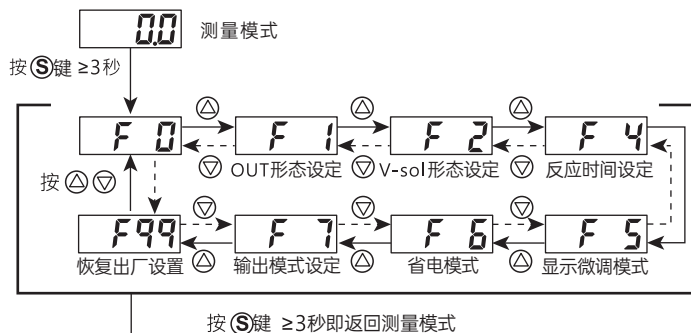 0.0 测量模式
按Ⓢ键 ≥3秒
F 0 F 1 F 2 F 4
OUT形态设定 V-sol形态设定 反应时间设定
按
F99 F 7 F 6 F 5
恢复出厂设置 输出模式设定 省电模式 显示微调模式
按Ⓢ键 ≥3秒即返回测量模式